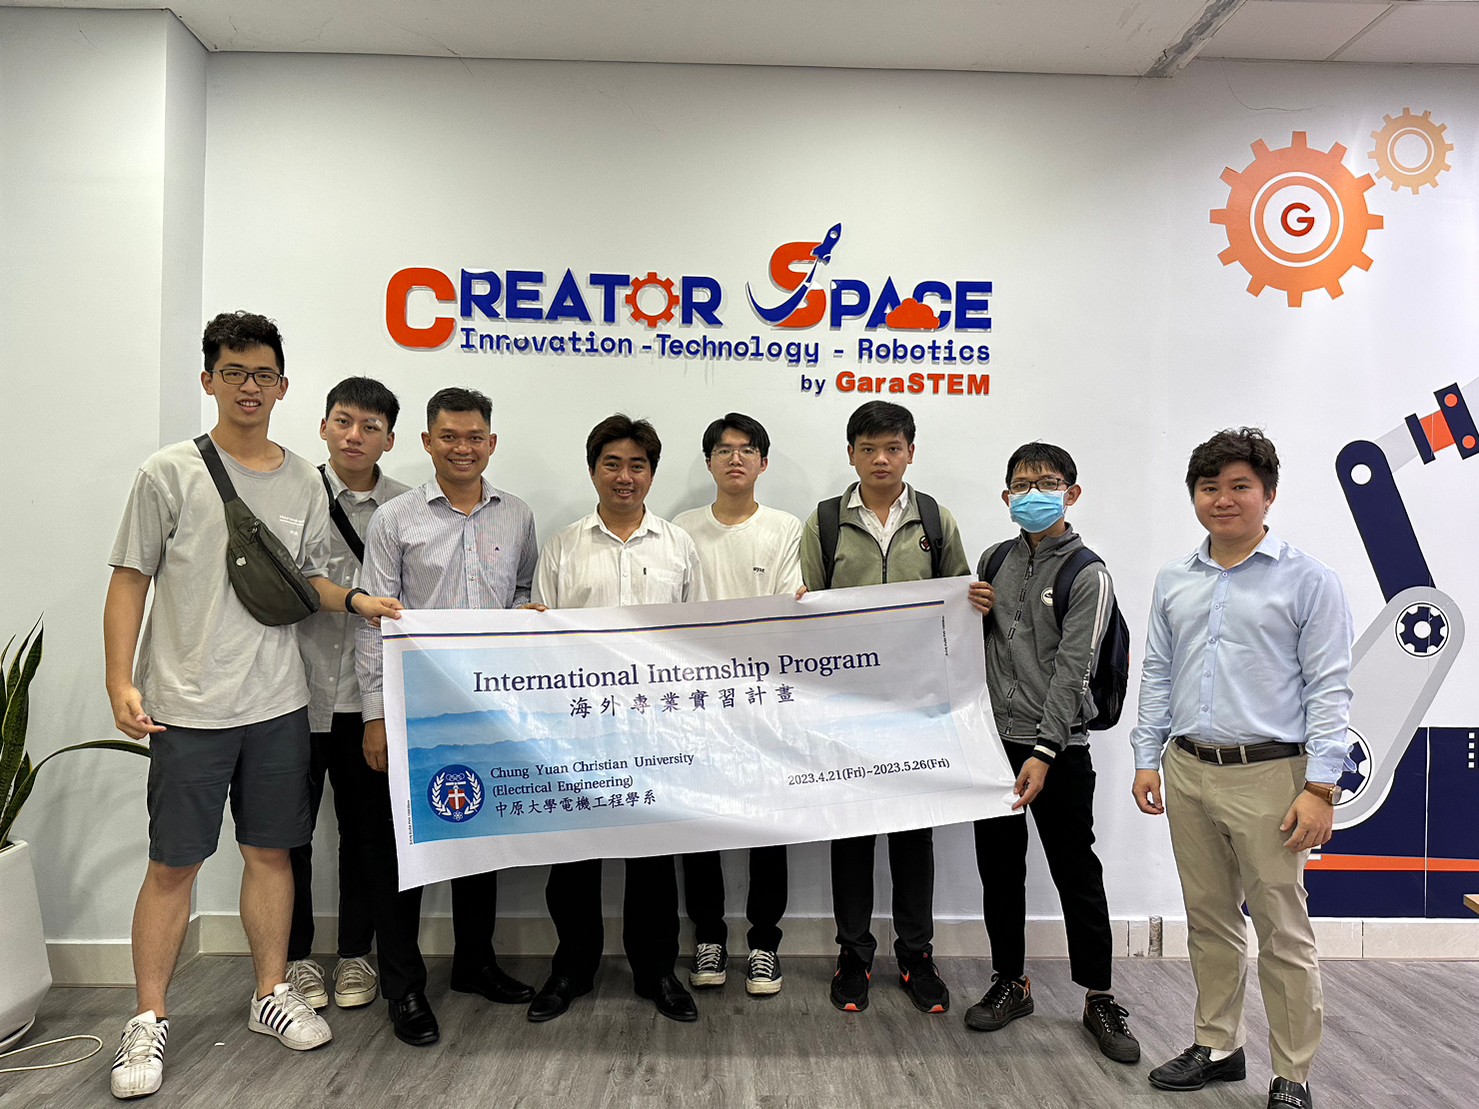 CREATOR SPACE
Innovation - Technology - Robotics
by GaraSTEM
G
International Internship Program
海外專業實習計畫
Chung Yuan Christian University
(Electrical Engineering)
中原大學電機工程學系
2023.4.21(Fri)~2023.5.26(Fri)